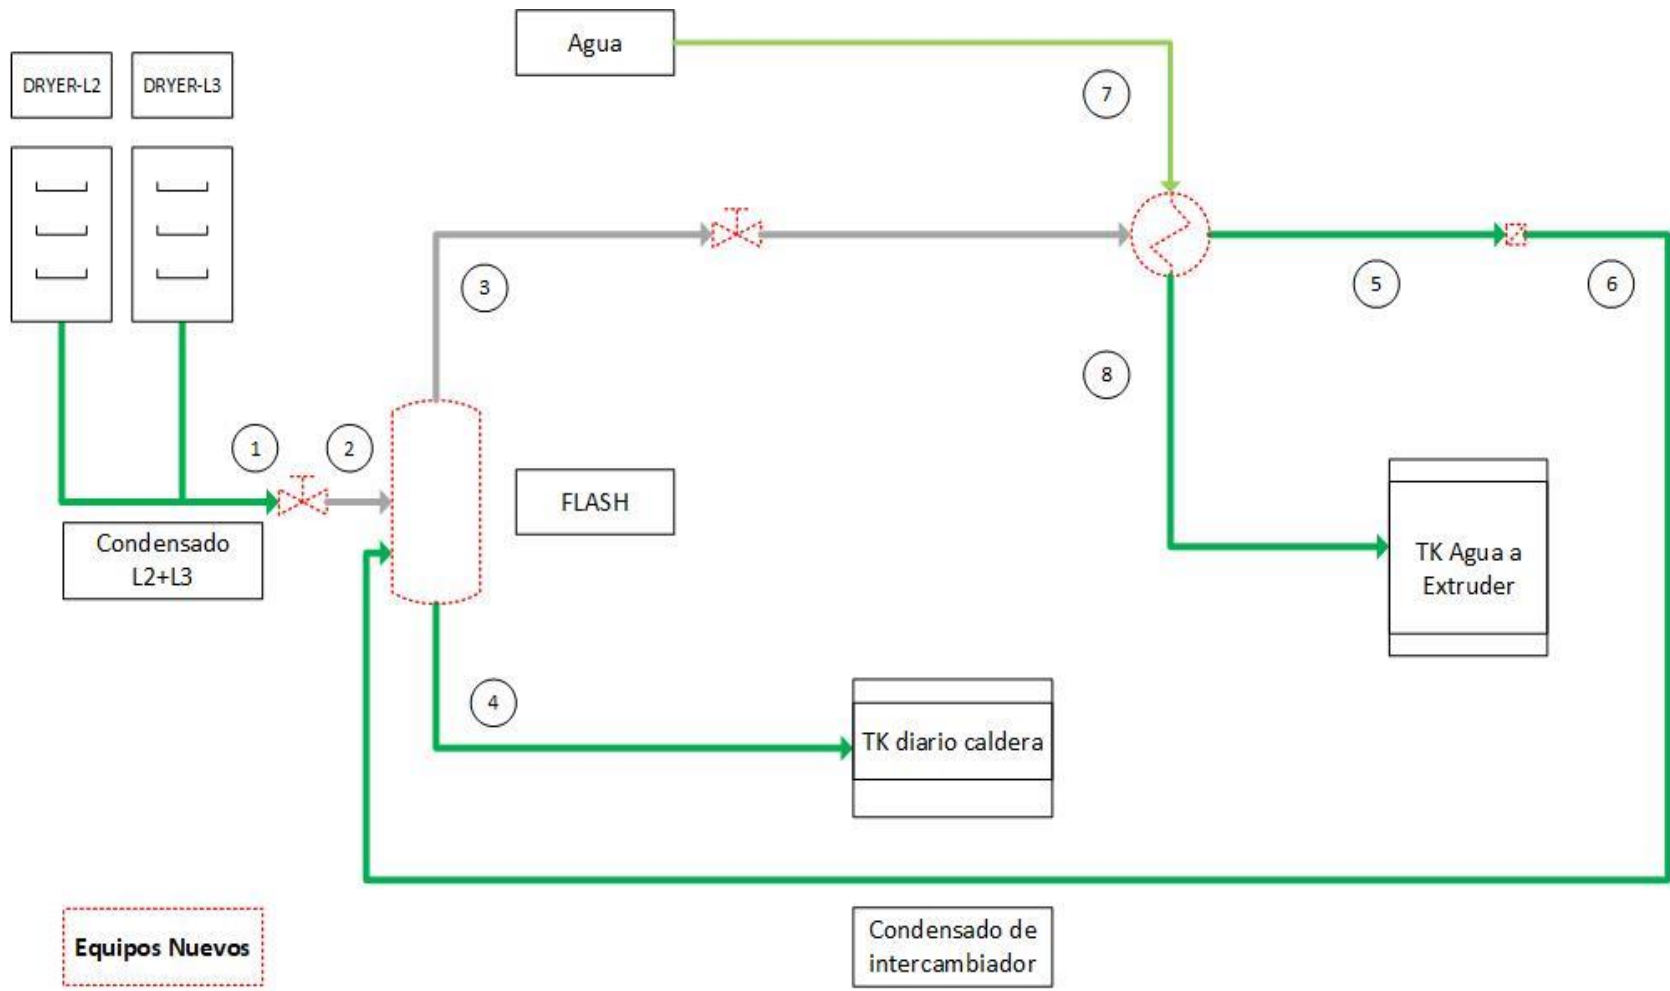 Agua
DRYER-L2
DRYER-L3
7
3
5
6
8
1
2
FLASH
Condensado
L2+L3
TK Agua a
Extruder
4
TK diario caldera
Equipos Nuevos
Condensado de
intercambiador